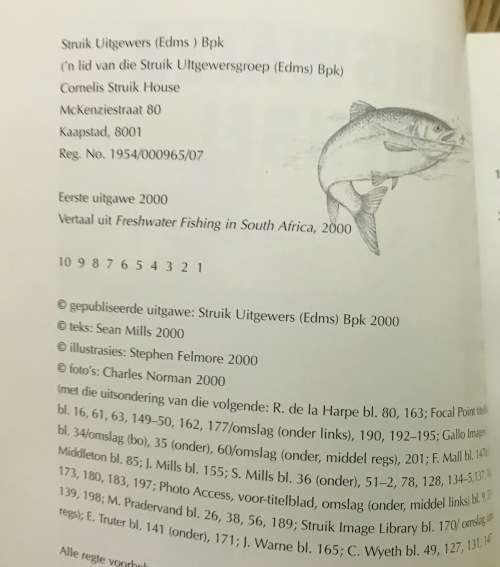 Struik Uitgewers (Edms ) Bpk
('n lid van die Struik UItgewersgroep (Edms) Bpk)
Cornelis Struik House
McKenziestraat 80
Kaapstad, 8001
Reg. No. 1954/000965/07
Eerste uitgawe 2000
Vertaal uit Freshwater Fishing in South Africa, 2000
10 9 8 7 6 5 4 3 2 1
© gepubliseerde uitgawe: Struik Uitgewers (Edms) Bpk 2000
© teks: Sean Mills 2000
© illustrasies: Stephen Felmore 2000
© foto's: Charles Norman 2000
(met die uitsondering van die volgende: R. de la Harpe bl. 80, 163; Focal Point
bl. 16, 61, 63, 149–50, 162, 177/omslag (onder links), 190, 192–195; Gallo Images
bl. 34/omslag (bo), 35 (onder), 60/omslag (onder, middel regs), 201; F. Mall bl.
Middleton bl. 85; J. Mills bl. 155; S. Mills bl. 36 (onder), 51–2, 78, 128, 134–5,
173, 180, 183, 197; Photo Access, voor-titelblad, omslag (onder, middel links) bl.
139, 198; M. Pradervand bl. 26, 38, 56, 189; Struik Image Library bl. 170/ omslag
regs); E. Truter bl. 141 (onder), 171; J. Warne bl. 165; C. Wyeth bl. 49, 127, 131,
Alle regte